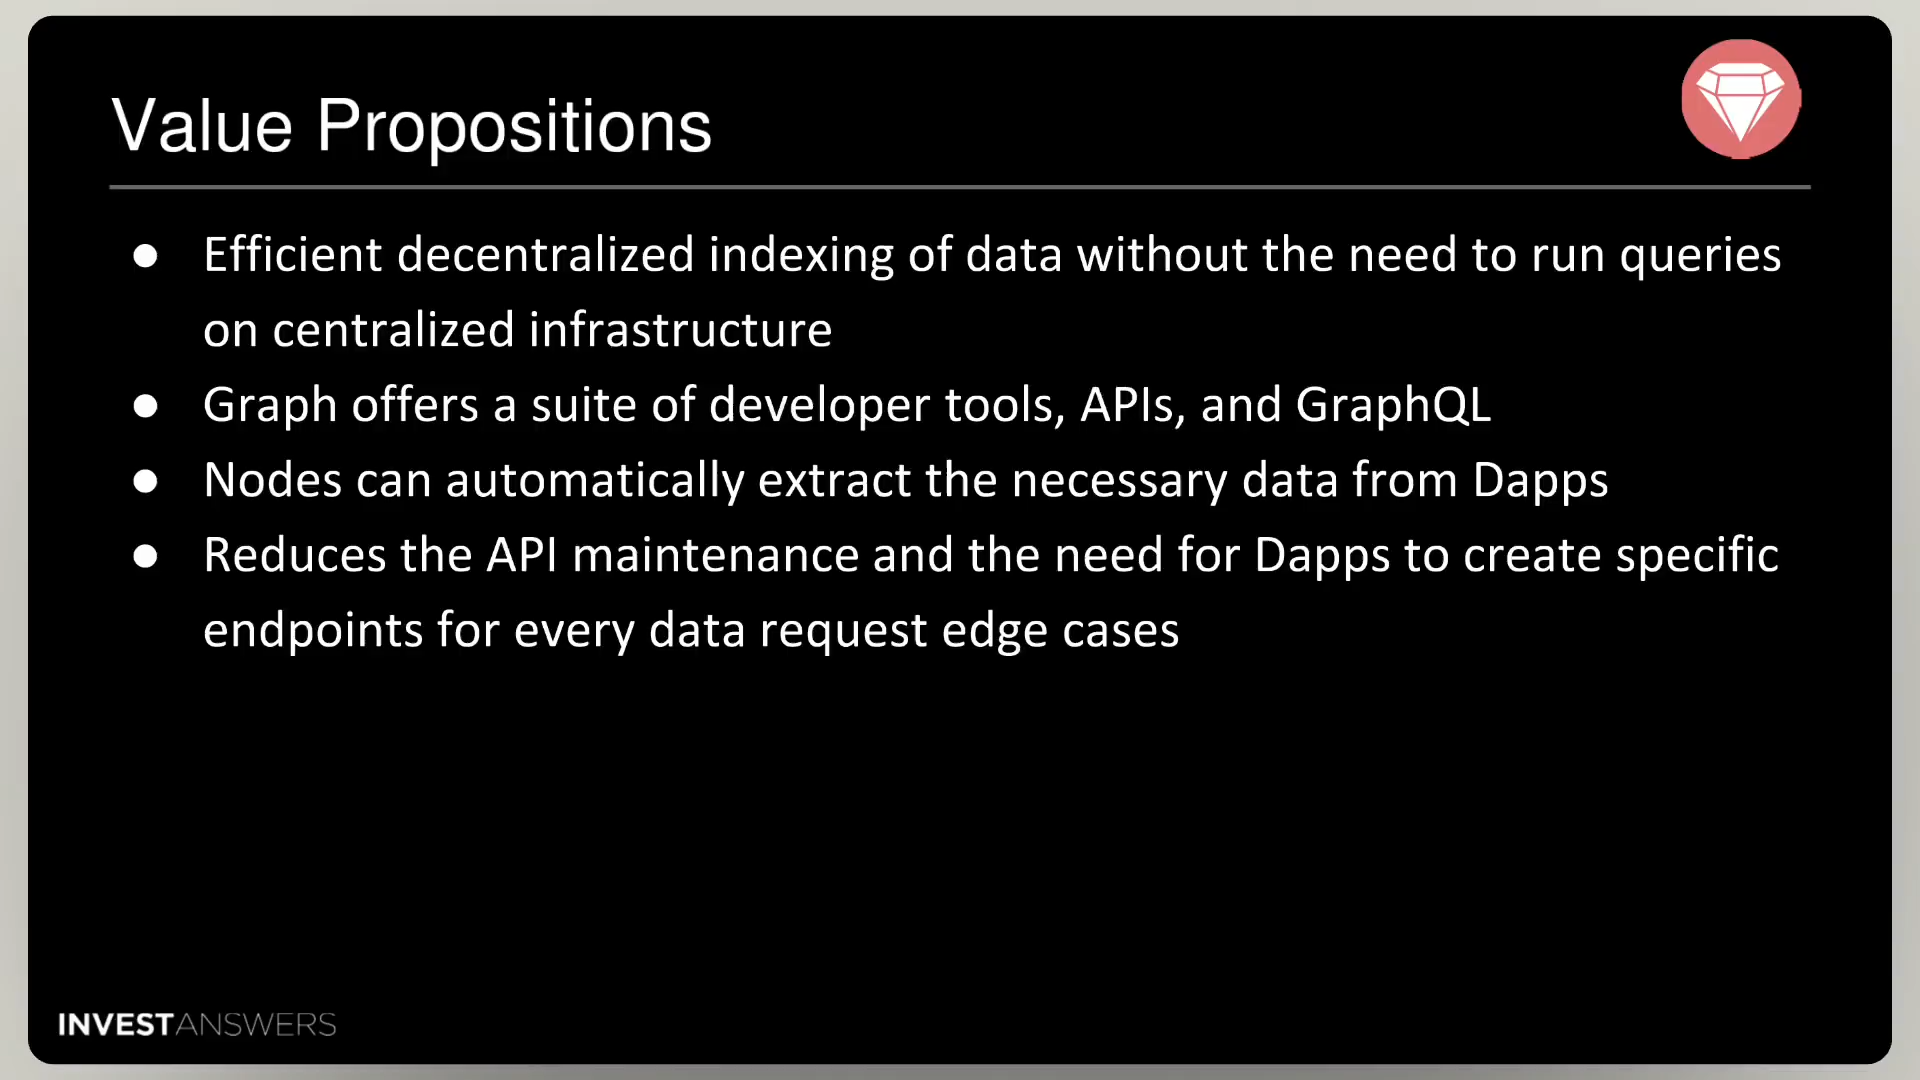 Value Propositions
● Efficient decentralized indexing of data without the need to run queries
on centralized infrastructure
● Graph offers a suite of developer tools, APIs, and GraphQL
● Nodes can automatically extract the necessary data from Dapps
● Reduces the API maintenance and the need for Dapps to create specific
endpoints for every data request edge cases
INVESTANSWERS